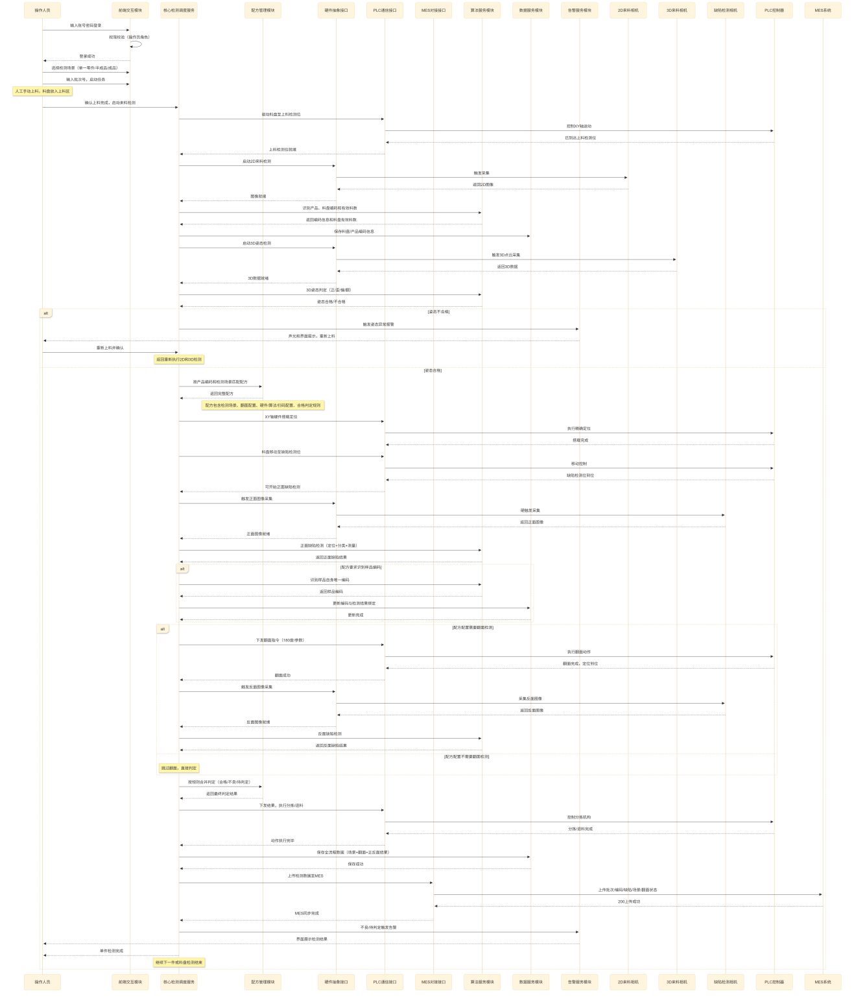 操作人员 前端交互模块 核心检测调度服务 配方管理模块 硬件抽象接口 PLC通信接口 MES对接接口 算法服务模块 数据服务模块 告警服务模块 2D来料相机 3D来料相机 缺陷检测相机 PLC控制器 MES系统
输入账号密码登录
权限校验（操作员角色）
登录成功
选择检测场景（单一零件/半成品/成品）
输入批次号，启动任务
人工手动上料，料盘放入上料区
确认上料完成，启动来料检测
驱动料盘至上料检测位
控制XY轴运动
已到达上料检测位
上料检测位就绪
启动2D来料检测
触发采集
返回2D图像
图像就绪
识别产品、料盘编码和有效料数
返回编码信息和料盘有效料数
保存料盘/产品编码信息
启动3D姿态检测
触发3D点云采集
返回3D数据
3D数据就绪
3D姿态判定（正/歪/偏/翻）
姿态合格/不合格
alt [姿态不合格]
触发姿态异常报警
声光和界面提示，重新上料
重新上料并确认
返回重新执行2D和3D检测
[姿态合格]
按产品编码和检测场景匹配配方
返回完整配方
配方包含检测场景、翻面配置、硬件/算法/扫码配置、合格判定规则
XY轴硬件搭载定位
执行精确定位
搭载完成
料盘移动至缺陷检测位
移动控制
缺陷检测位到位
可开始正面缺陷检测
触发正面图像采集
硬触发采集
返回正面图像
正面图像就绪
正面缺陷检测（定位+分类+测量）
返回正面缺陷结果
alt [配方要求识别样品编码]
识别样品自身唯一编码
返回样品编码
更新编码与检测结果绑定
更新完成
alt [配方配置需要翻面检测]
下发翻面指令（180度/参数）
执行翻面动作
翻面完成，定位到位
翻面成功
触发反面图像采集
采集反面图像
返回反面图像
反面图像就绪
反面缺陷检测
返回反面缺陷结果
[配方配置不需要翻面检测]
跳过翻面，直接判定
按规则合并判定（合格/不良/待判定）
返回最终判定结果
下发结果，执行分拣/退料
控制分拣机构
分拣/退料完成
动作执行完毕
保存全流程数据（场景+翻面+正反面结果）
保存成功
上传检测数据至MES
上传批次/编码/缺陷/场景/翻面状态
200上传成功
MES同步完成
不良/待判定触发告警
界面展示检测结果
单件检测完成
继续下一件或料盘检测结束
操作人员 前端交互模块 核心检测调度服务 配方管理模块 硬件抽象接口 PLC通信接口 MES对接接口 算法服务模块 数据服务模块 告警服务模块 2D来料相机 3D来料相机 缺陷检测相机 PLC控制器 MES系统